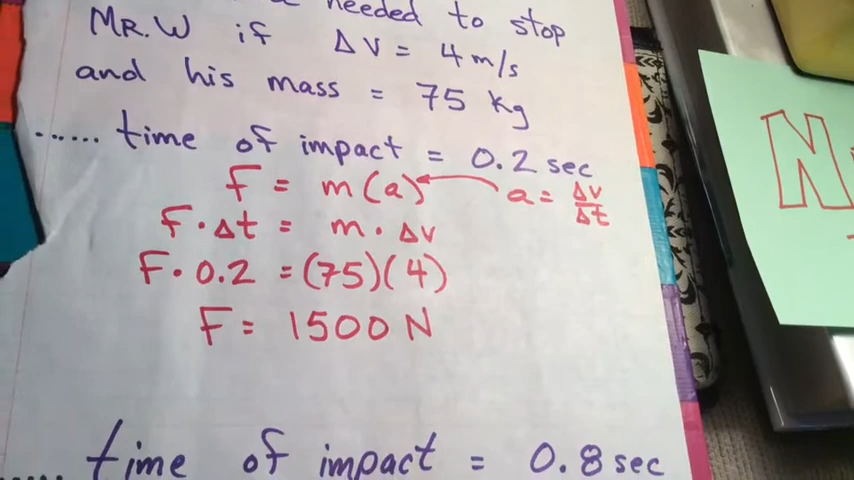 needed to stop
MR.W if Δv = 4 m/s
and his mass = 75 kg
...... time of impact = 0.2 sec
F = m(a) a = Δv/Δt
F · Δt = m · Δv
F · 0.2 = (75)(4)
F = 1500 N
..... time of impact = 0.8 sec
N